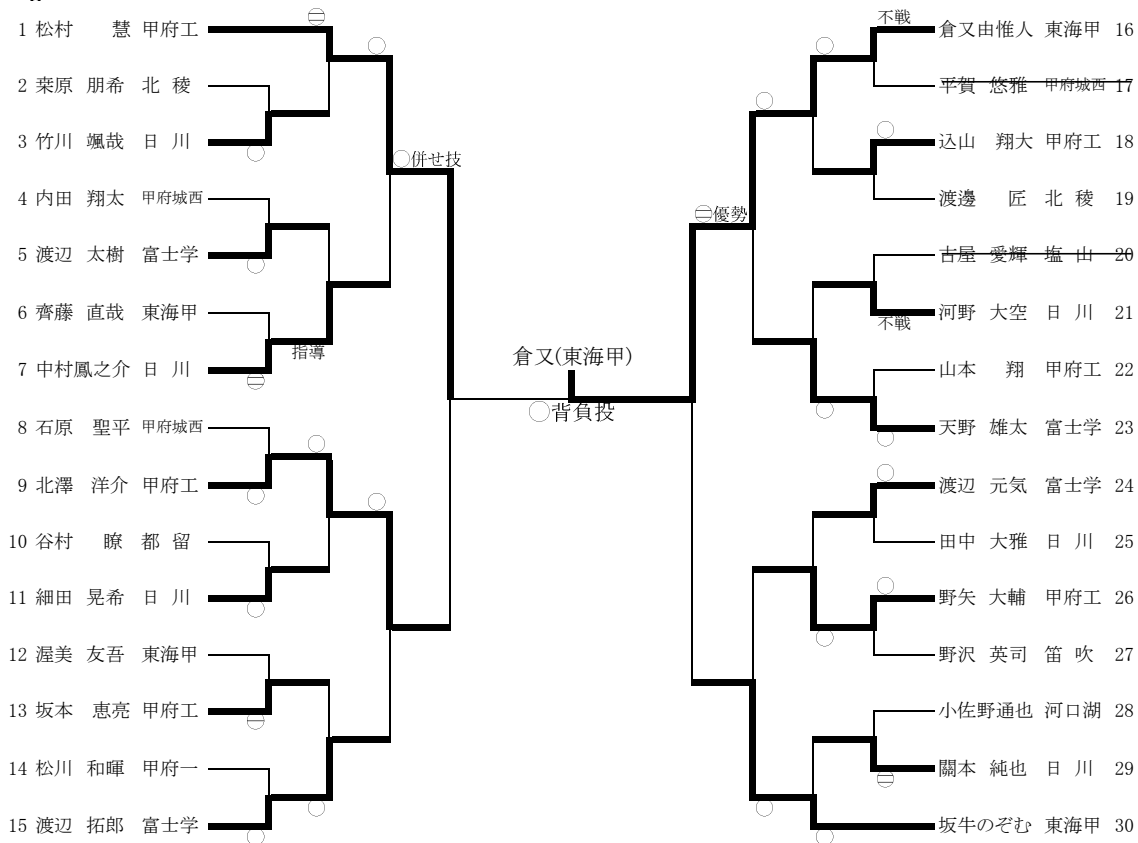 1 松村 慧 甲府工
2 桒原 朋希 北 稜
3 竹川 颯哉 日 川
4 内田 翔太 甲府城西
5 渡辺 太樹 富士学
6 齊藤 直哉 東海甲
指導
7 中村鳳之介 日 川
8 石原 聖平 甲府城西
9 北澤 洋介 甲府工
10 谷村 瞭 都 留
11 細田 晃希 日 川
12 渥美 友吾 東海甲
13 坂本 恵亮 甲府工
14 松川 和暉 甲府一
15 渡辺 拓郎 富士学
○併せ技
倉又(東海甲)
○背負投
優勢
不戦
倉又由惟人 東海甲 16
平賀 悠雅 甲府城西 17
込山 翔大 甲府工 18
渡邊 匠 北 稜 19
古屋 愛輝 塩 山 20
河野 大空 日 川 21
不戦
山本 翔 甲府工 22
天野 雄太 富士学 23
渡辺 元気 富士学 24
田中 大雅 日 川 25
野矢 大輔 甲府工 26
野沢 英司 笛 吹 27
小佐野通也 河口湖 28
關本 純也 日 川 29
坂牛のぞむ 東海甲 30